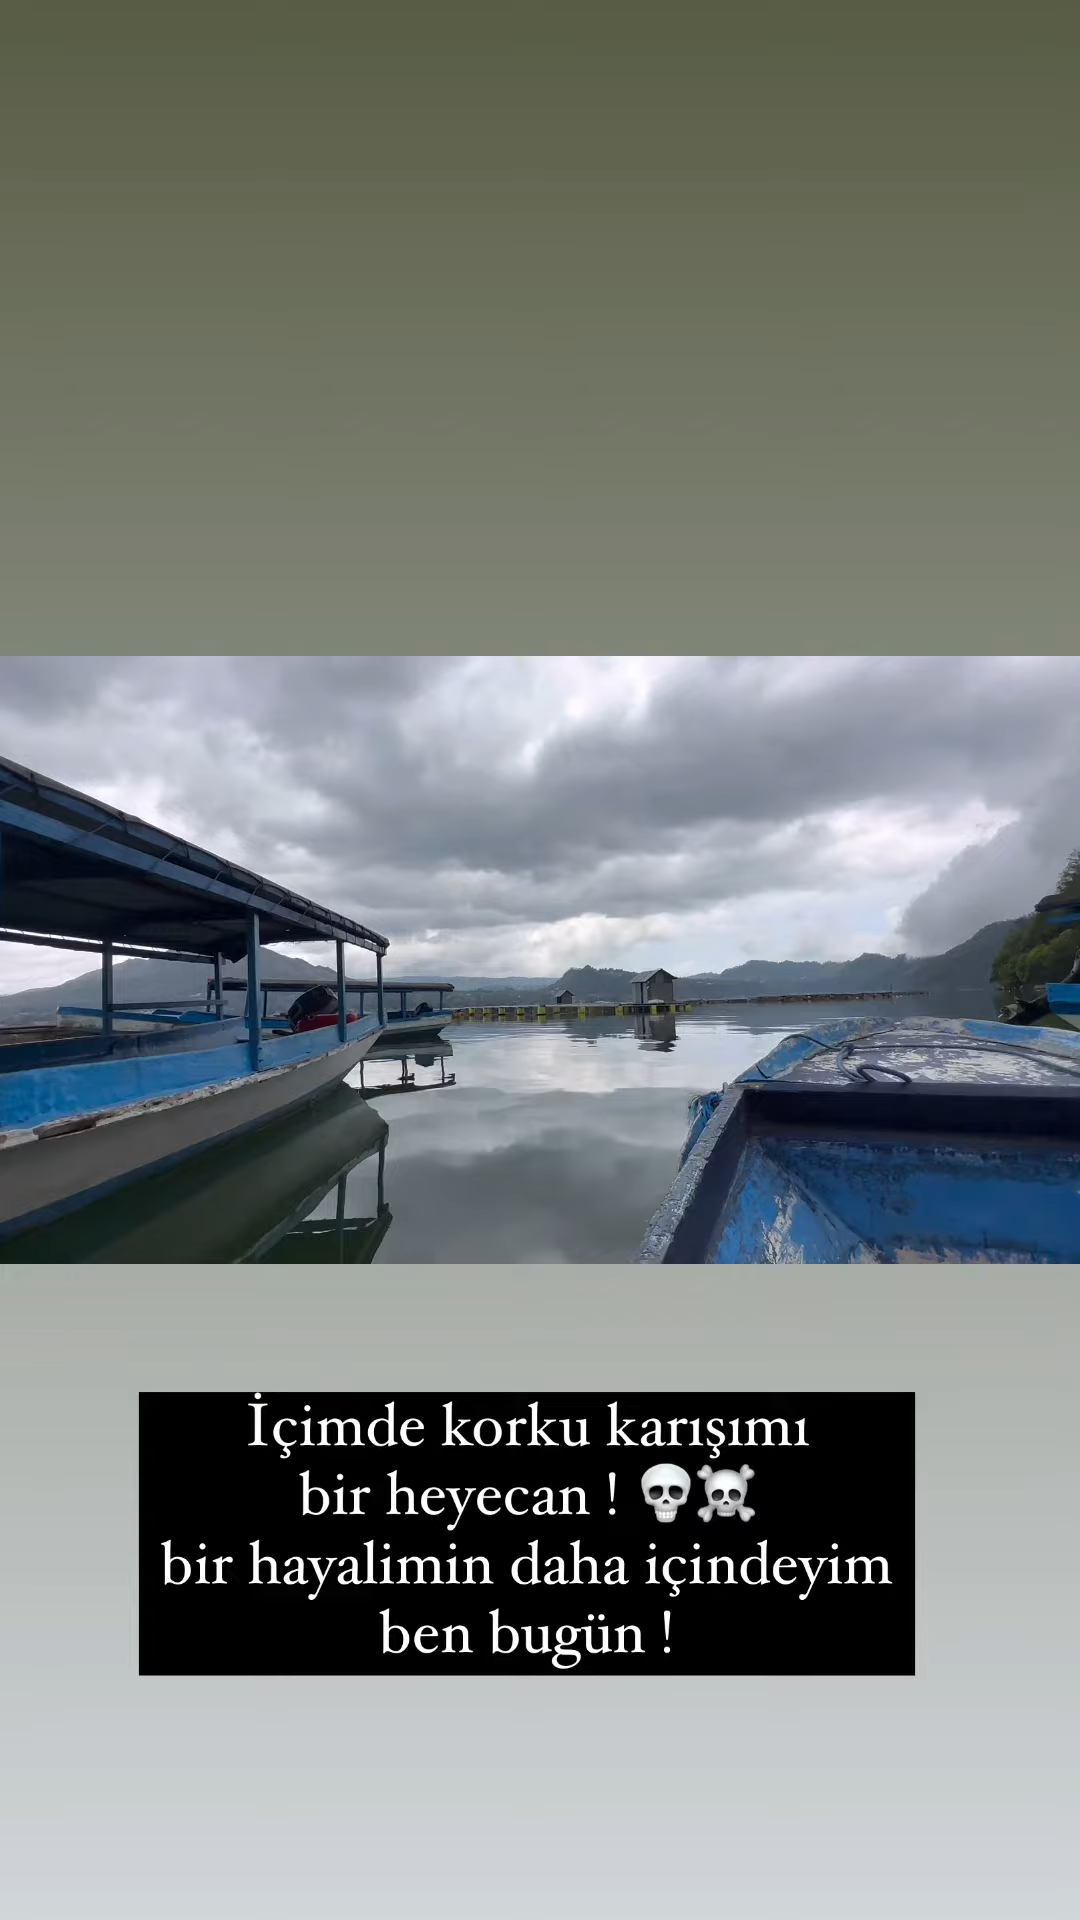 İçimde korku karışımı
bir heyecan ! 💀☠️
bir hayalimin daha içindeyim
ben bugün !